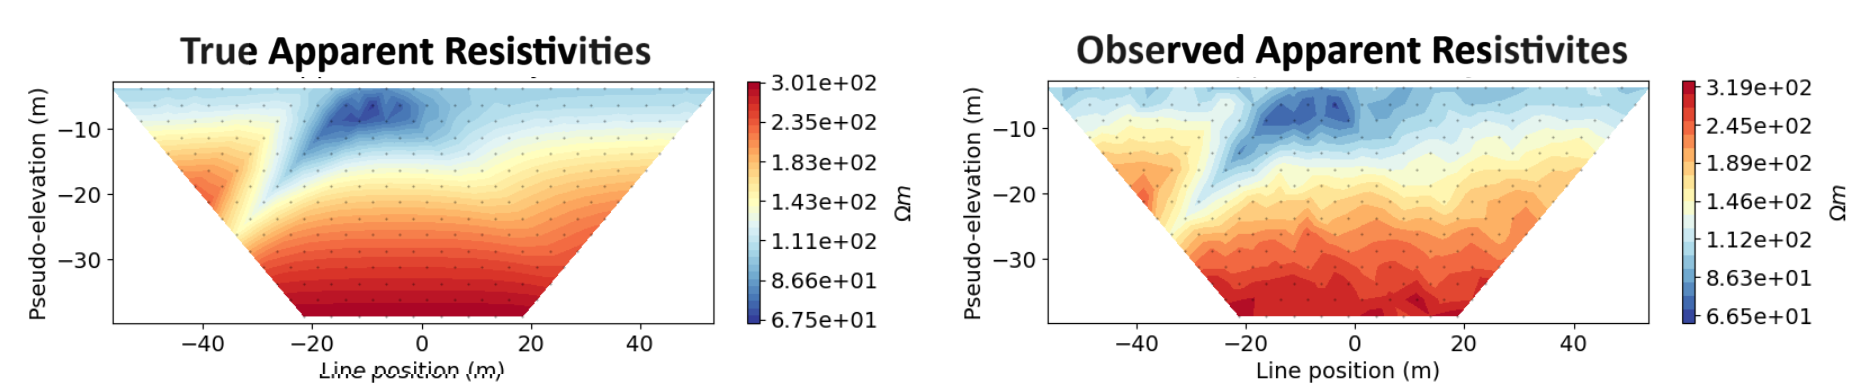 True Apparent Resistivities
Pseudo-elevation (m)
−10
−20
−30
−40
−20
0
20
40
Line position (m)
3.01e+02
2.35e+02
1.83e+02
1.43e+02
1.11e+02
8.66e+01
6.75e+01
Ωm
Observed Apparent Resistivites
Pseudo-elevation (m)
−10
−20
−30
−40
−20
0
20
40
Line position (m)
3.19e+02
2.45e+02
1.89e+02
1.46e+02
1.12e+02
8.63e+01
6.65e+01
Ωm